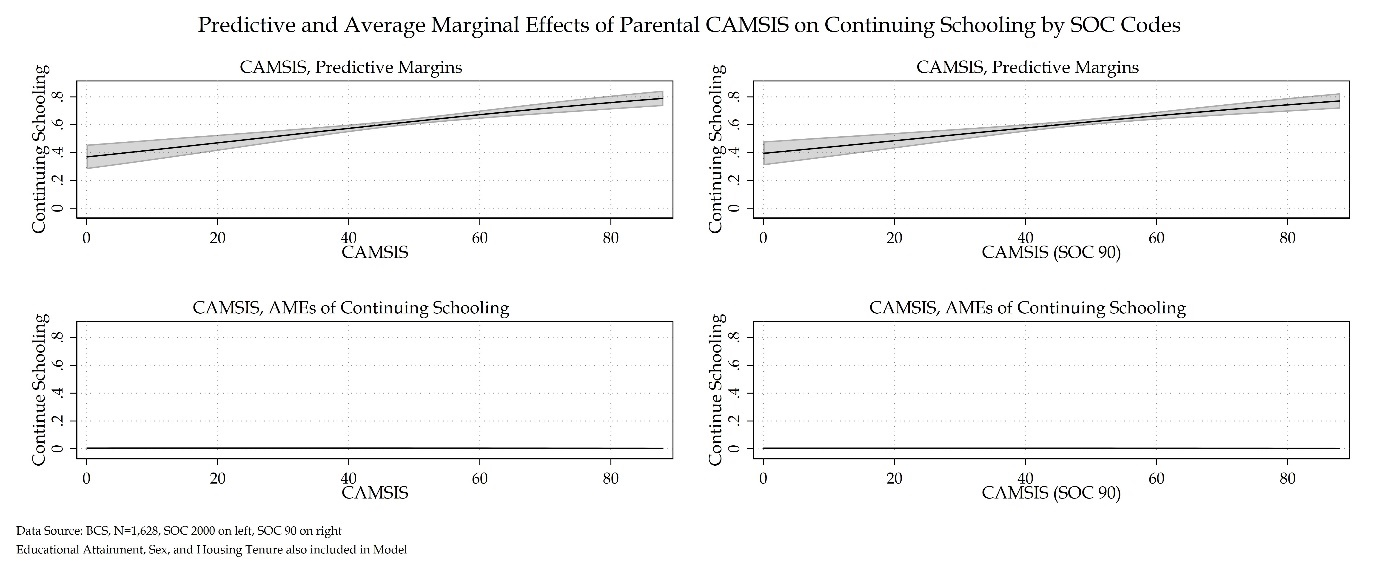 Predictive and Average Marginal Effects of Parental CAMSIS on Continuing Schooling by SOC Codes
CAMSIS, Predictive Margins
Continuing Schooling
.8
.6
.4
.2
0
0 20 40 60 80
CAMSIS
CAMSIS, Predictive Margins
Continuing Schooling
.8
.6
.4
.2
0
0 20 40 60 80
CAMSIS (SOC 90)
CAMSIS, AMEs of Continuing Schooling
Continue Schooling
.8
.6
.4
.2
0
0 20 40 60 80
CAMSIS
CAMSIS, AMEs of Continuing Schooling
Continue Schooling
.8
.6
.4
.2
0
0 20 40 60 80
CAMSIS (SOC 90)
Data Source: BCS, N=1,628, SOC 2000 on left, SOC 90 on right
Educational Attainment, Sex, and Housing Tenure also included in Model